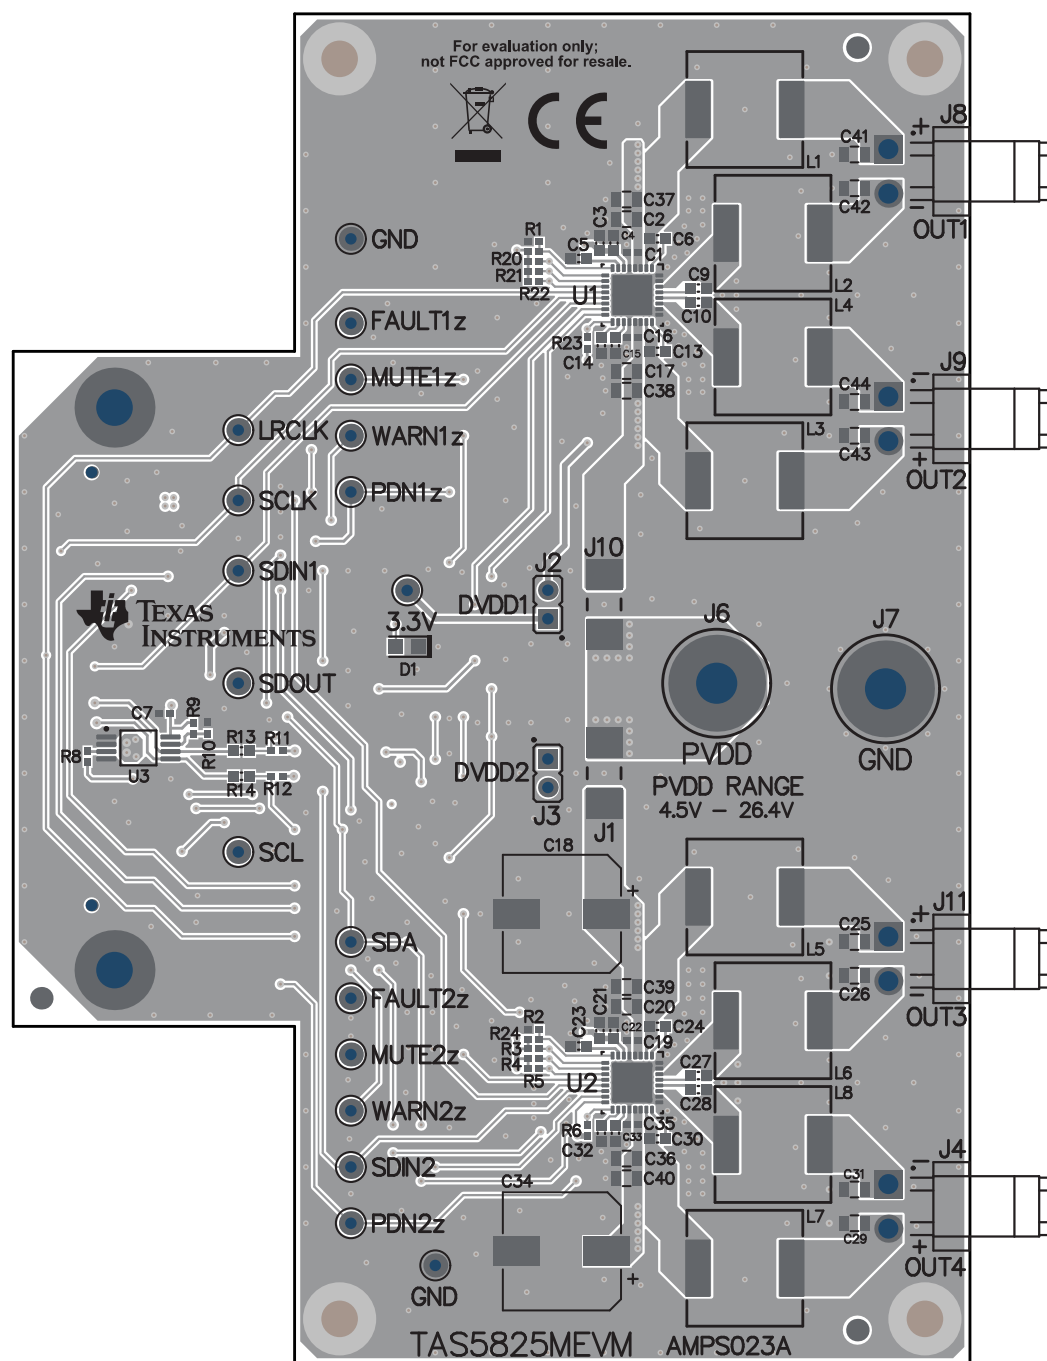 For evaluation only;
not FCC approved for resale.
CE
J8
+
C41
L1
C42
-
OUT1
C37
C2
C3
C4
C6
C1
C5
GND
R1
R20
R21
R22
U1
C9
C10
L2
L4
FAULT1z
R23
C14
C16
C15
C13
C17
C38
MUTE1z
J9
-
C44
L3
C43
+
OUT2
LRCLK
WARN1z
SCLK
PDN1z
SDIN1
J10
J2
DVDD1
3.3V
D1
TEXAS
INSTRUMENTS
J6
J7
SDOUT
C7
R9
R10
R8
U3
R13
R11
R14
R12
DVDD2
J3
J1
PVDD
GND
PVDD RANGE
4.5V - 26.4V
SCL
C18
+
J11
+
C25
L5
C26
-
OUT3
SDA
FAULT2z
C39
C20
C21
C22
C24
C19
C23
R2
R24
R3
R4
R5
U2
C27
C28
L6
L8
MUTE2z
R6
C32
C35
C33
C30
C36
C40
WARN2z
J4
-
C31
L7
C29
+
OUT4
SDIN2
C34
+
PDN2z
GND
TAS5825MEVM
AMPS023A